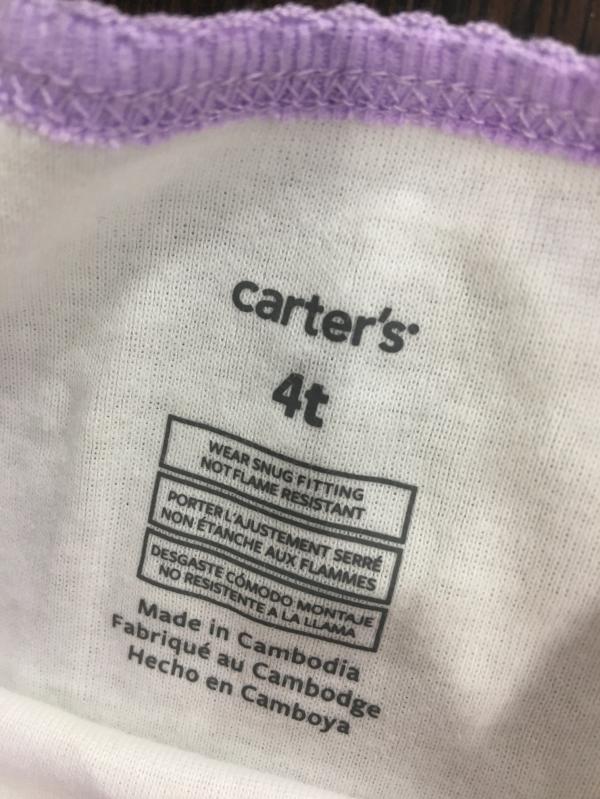 carter's
4t
WEAR SNUG FITTING
NOT FLAME RESISTANT
PORTER L'AJUSTEMENT SERRÉ
NON ÉTANCHE AUX FLAMMES
DESGASTE CÓMODO MONTAJE
NO RESISTENTE A LA LLAMA
Made in Cambodia
Fabriqué au Cambodge
Hecho en Camboya